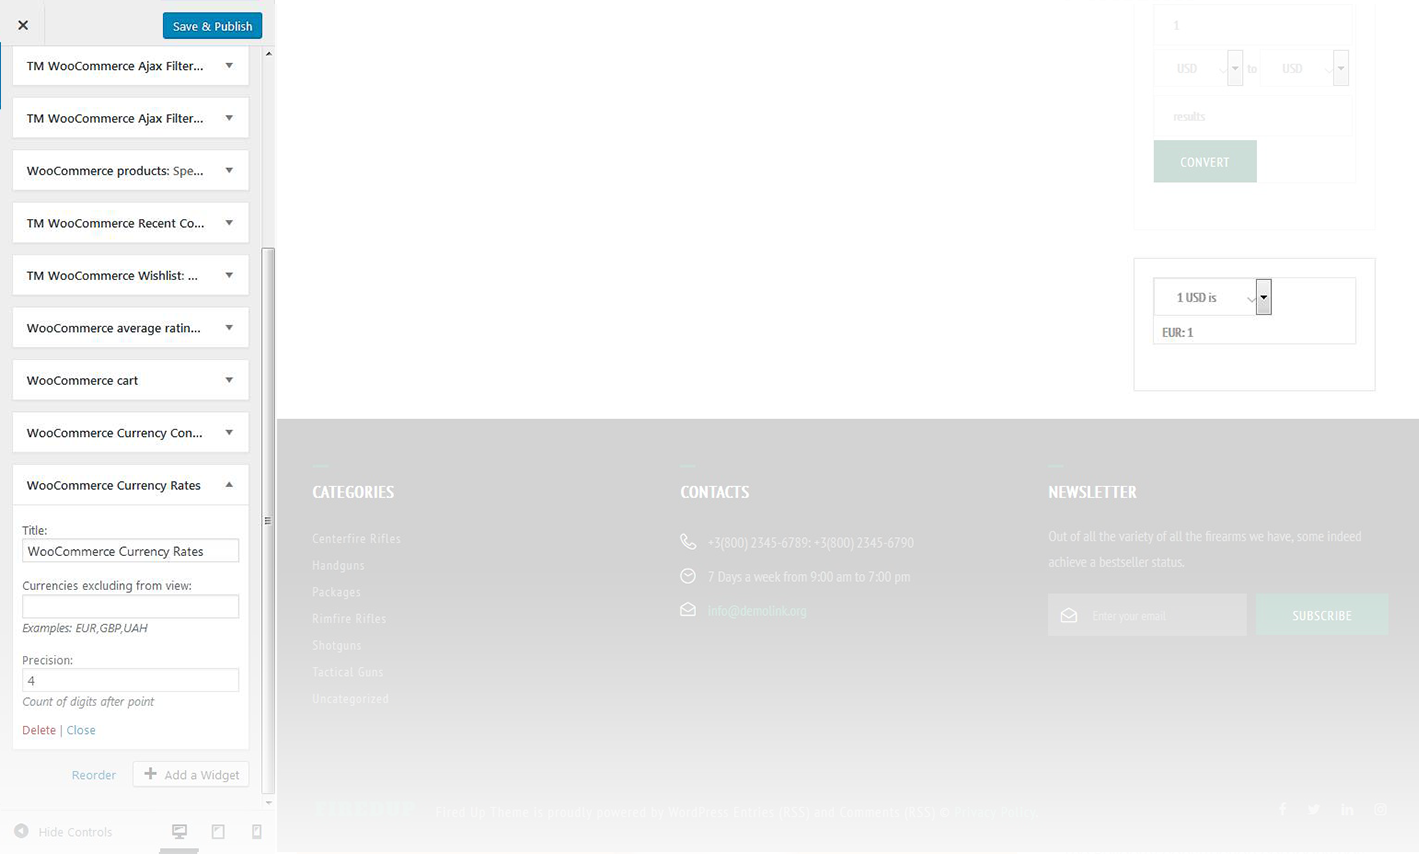 Save & Publish
TM WooCommerce Ajax Filter...
TM WooCommerce Ajax Filter...
WooCommerce products: Spe...
TM WooCommerce Recent Co...
TM WooCommerce Wishlist: ...
WooCommerce average ratin...
WooCommerce cart
WooCommerce Currency Con...
WooCommerce Currency Rates
Title:
WooCommerce Currency Rates
Currencies excluding from view:
Examples: EUR,GBP,UAH
Precision:
4
Count of digits after point
Delete | Close
Reorder
Add a Widget
Hide Controls
1
USD to USD
results
CONVERT
1 USD is
EUR: 1
CATEGORIES
Centerfire Rifles
Handguns
Packages
Rimfire Rifles
Shotguns
Tactical Guns
Uncategorized
CONTACTS
+3(800) 2345-6789; +3(800) 2345-6790
7 Days a week from 9:00 am to 7:00 pm
info@demolink.org
NEWSLETTER
Out of all the variety of all the firearms we have, some indeed
achieve a bestseller status.
Enter your email
SUBSCRIBE
Fired Up Theme is proudly powered by WordPress Entries (RSS) and Comments (RSS) © Privacy Policy